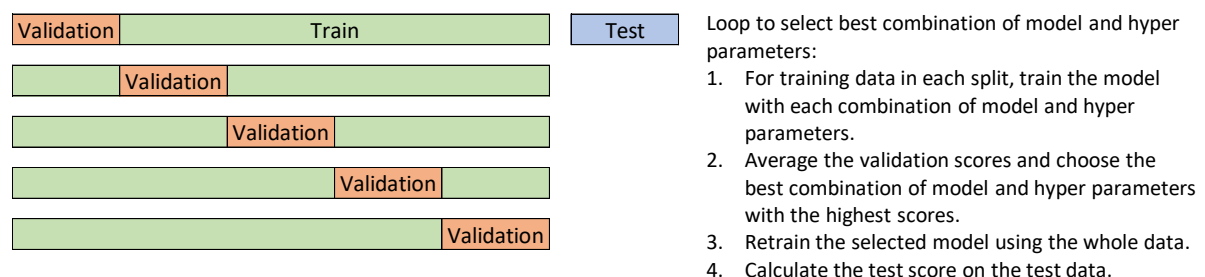 Validation Train Test
Validation
Validation
Validation
Validation
Loop to select best combination of model and hyper
parameters:
1. For training data in each split, train the model
with each combination of model and hyper
parameters.
2. Average the validation scores and choose the
best combination of model and hyper parameters
with the highest scores.
3. Retrain the selected model using the whole data.
4. Calculate the test score on the test data.